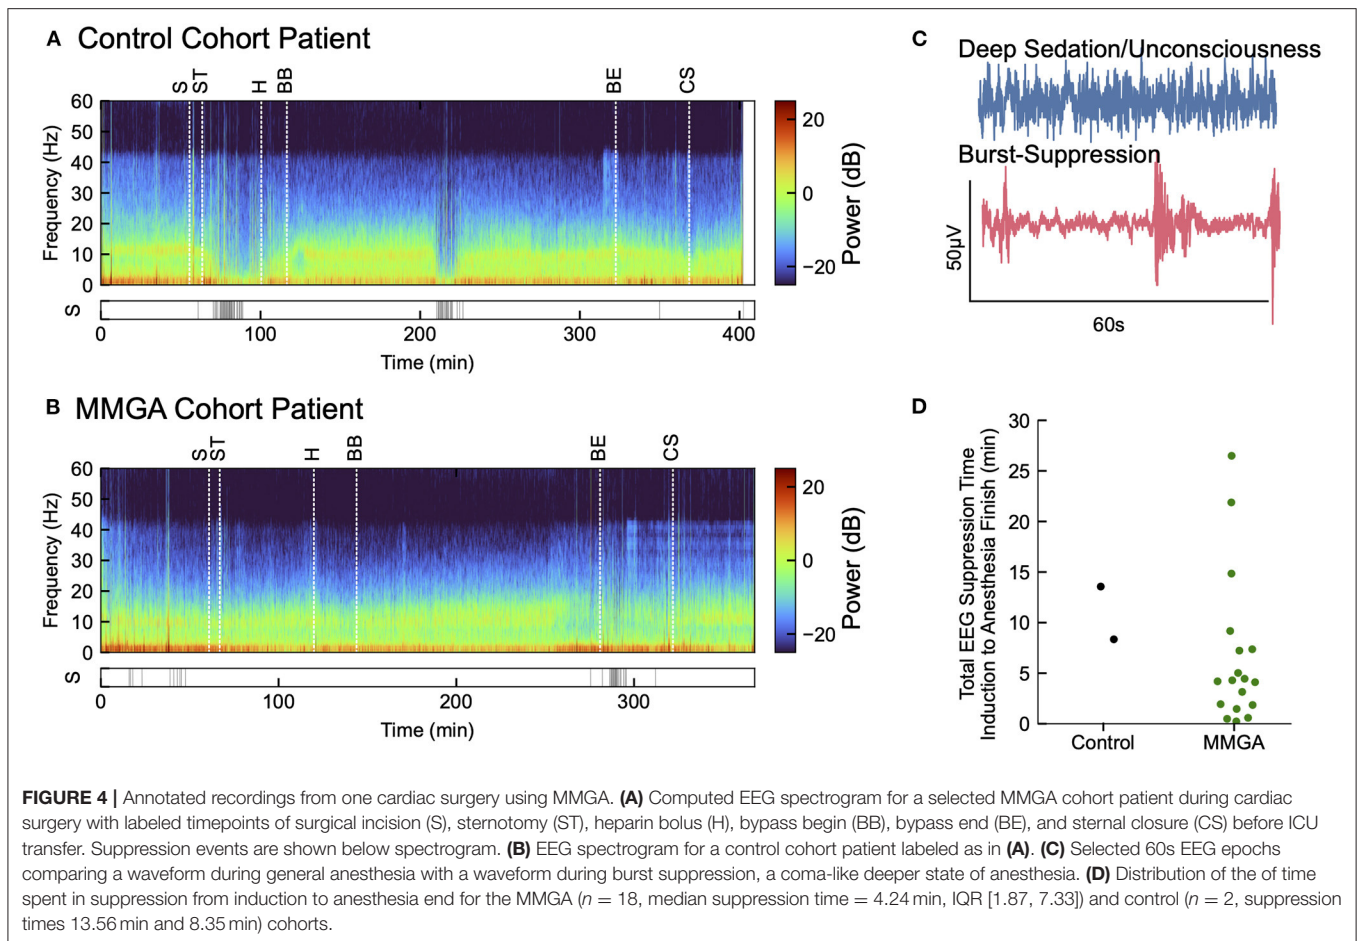 A Control Cohort Patient
S ST H BB BE CS
60
50
40
30
20
10
0
Frequency (Hz)
20
0
−20
Power (dB)
S
0 100 200 300 400
Time (min)
B MMGA Cohort Patient
S ST H BB BE CS
60
50
40
30
20
10
0
Frequency (Hz)
20
0
−20
Power (dB)
S
0 100 200 300
Time (min)
C
Deep Sedation/Unconsciousness
Burst-Suppression
50µV
60s
D
30
25
20
15
10
5
0
Total EEG Suppression Time
Induction to Anesthesia Finish (min)
Control MMGA
FIGURE 4 | Annotated recordings from one cardiac surgery using MMGA. (A) Computed EEG spectrogram for a selected MMGA cohort patient during cardiac
surgery with labeled timepoints of surgical incision (S), sternotomy (ST), heparin bolus (H), bypass begin (BB), bypass end (BE), and sternal closure (CS) before ICU
transfer. Suppression events are shown below spectrogram. (B) EEG spectrogram for a control cohort patient labeled as in (A). (C) Selected 60s EEG epochs
comparing a waveform during general anesthesia with a waveform during burst suppression, a coma-like deeper state of anesthesia. (D) Distribution of the of time
spent in suppression from induction to anesthesia end for the MMGA (n = 18, median suppression time = 4.24 min, IQR [1.87, 7.33]) and control (n = 2, suppression
times 13.56 min and 8.35 min) cohorts.